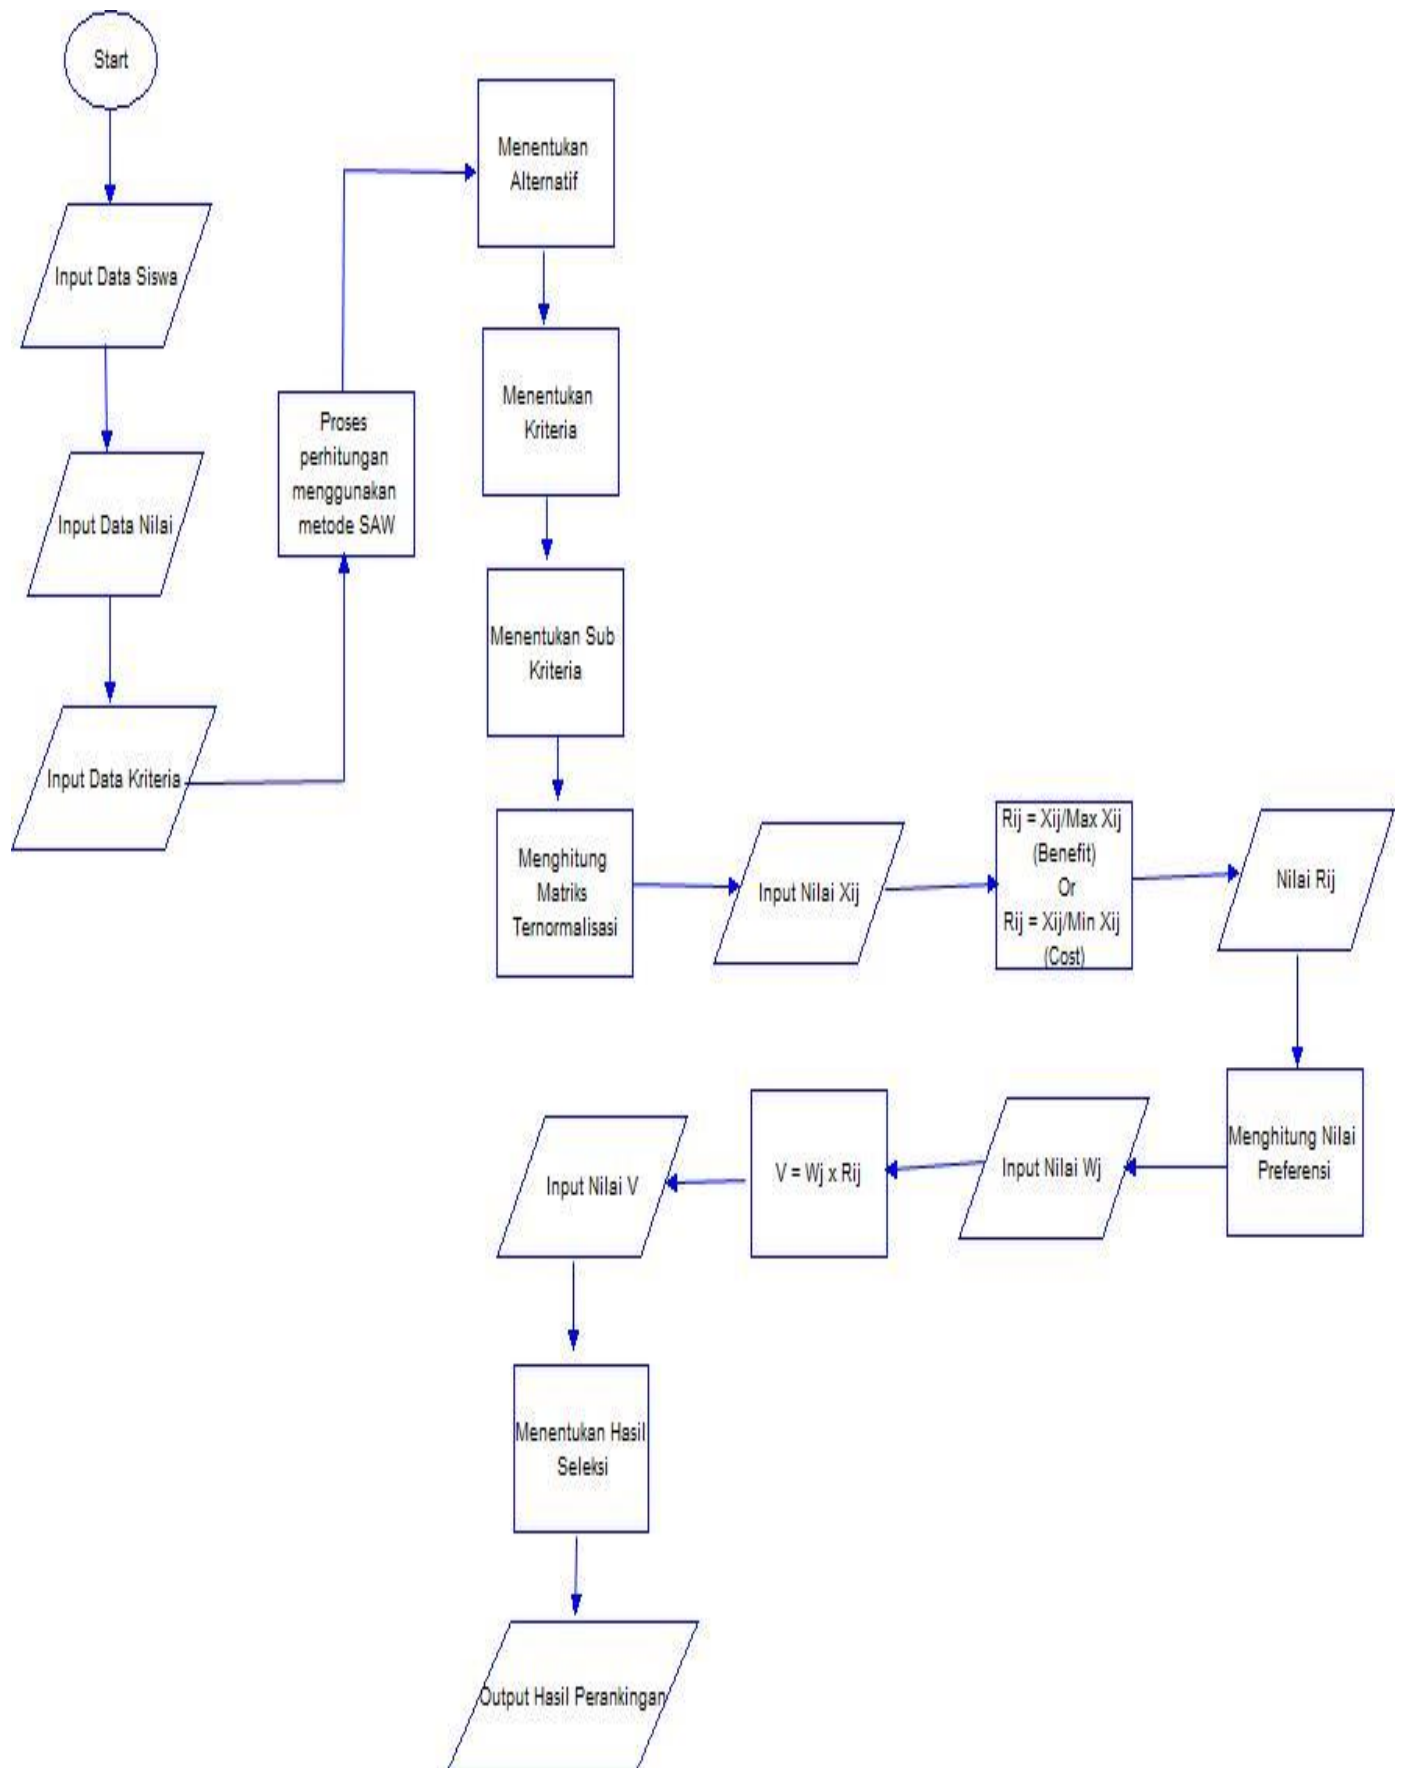 Start
Input Data Siswa
Input Data Nilai
Input Data Kriteria
Proses
perhitungan
menggunakan
metode SAW
Menentukan
Alternatif
Menentukan
Kriteria
Menentukan Sub
Kriteria
Menghitung
Matriks
Ternormalisasi
Input Nilai Xij
Rij = Xij/Max Xij
(Benefit)
Or
Rij = Xij/Min Xij
(Cost)
Nilai Rij
Menghitung Nilai
Preferensi
Input Nilai Wj
V = Wj x Rij
Input Nilai V
Menentukan Hasil
Seleksi
Output Hasil Perankingan